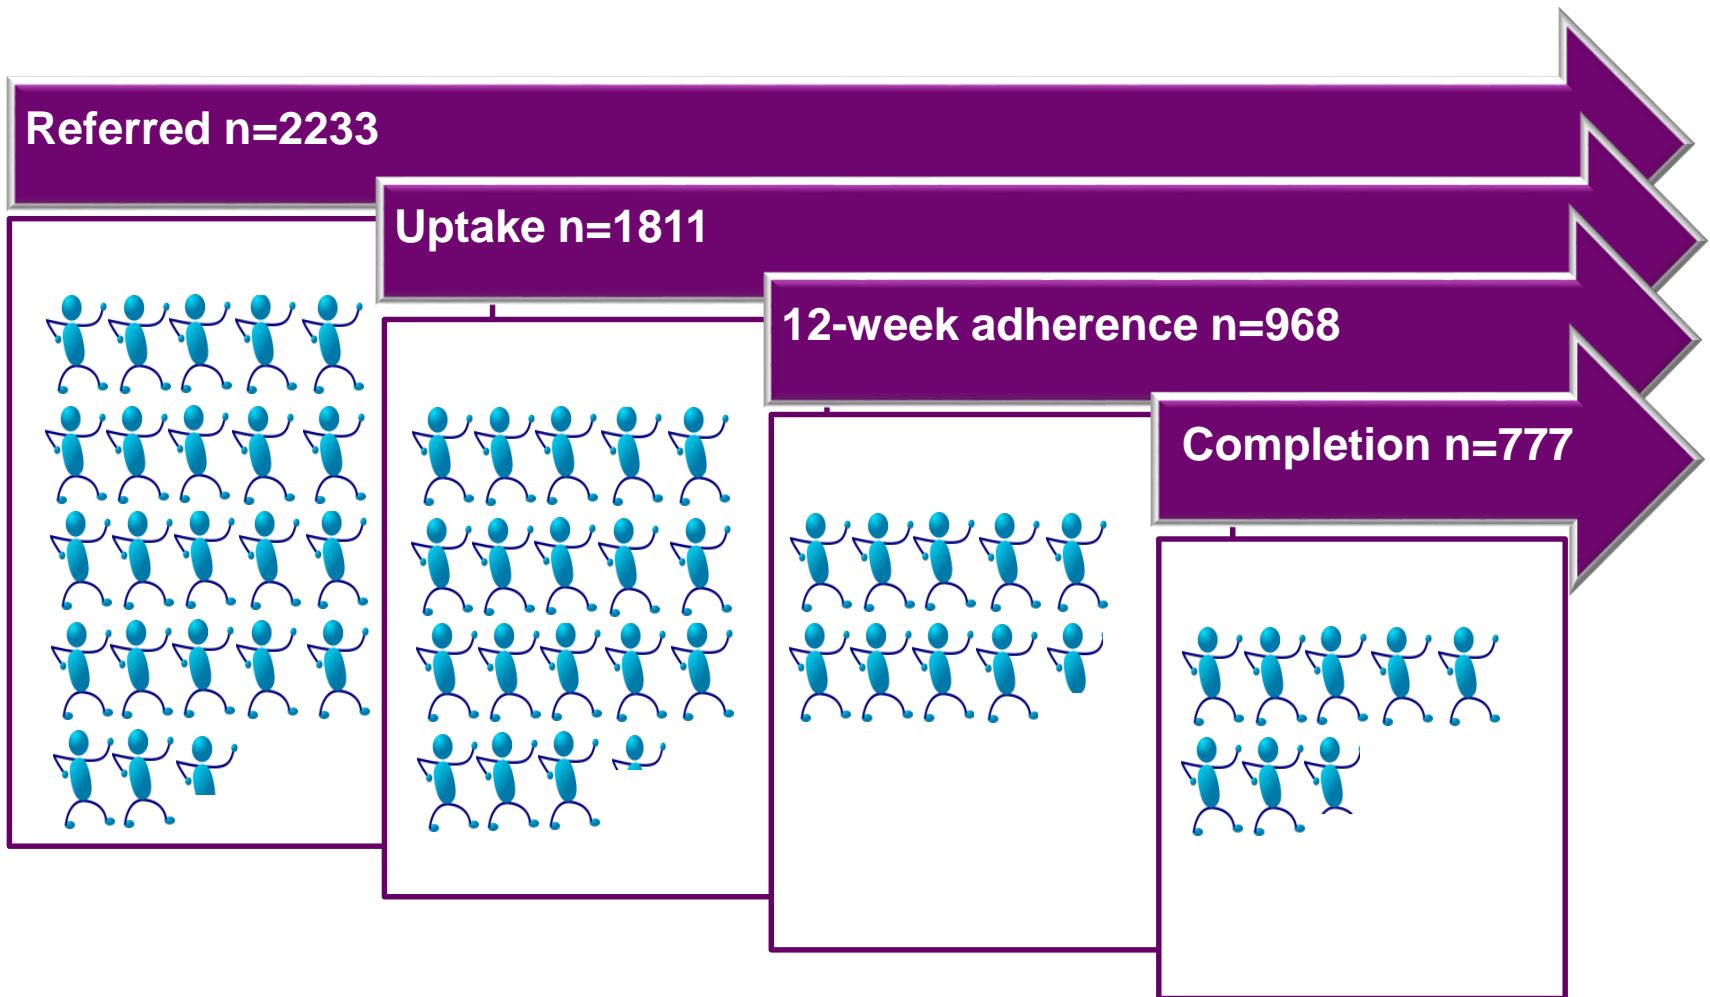 Referred n=2233
Uptake n=1811
12-week adherence n=968
Completion n=777